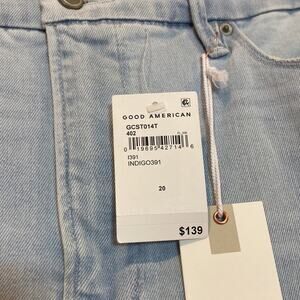 GOOD AMERICAN
GCST014T
402
0 19695 42714 6
I391
INDIGO391
20
$139